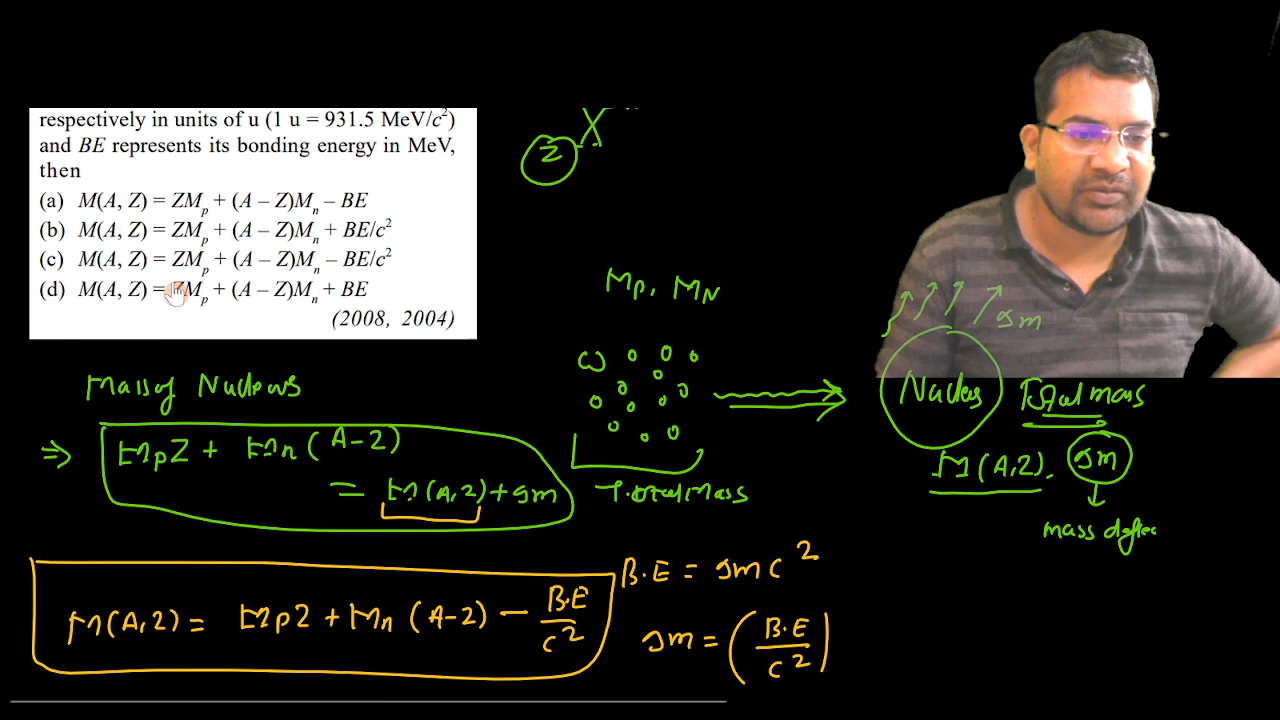 respectively in units of u (1 u = 931.5 MeV/c²)
and BE represents its bonding energy in MeV,
then
(a) M(A, Z) = ZMₚ + (A – Z)Mₙ – BE
(b) M(A, Z) = ZMₚ + (A – Z)Mₙ + BE/c²
(c) M(A, Z) = ZMₚ + (A – Z)Mₙ – BE/c²
(d) M(A, Z) = ZMₚ + (A – Z)Mₙ + BE
(2008, 2004)
Z X
Mp, MN
Mass of Nucleus
⇒ MpZ + Mn (A-Z)
= M(A,Z) + δm
Total Mass
δm
Nucleus Total mass
M(A,Z). δm
mass defec
B.E = δmc²
δm = (B.E/c²)
M(A,Z) = MpZ + Mn (A-Z) - B.E/c²